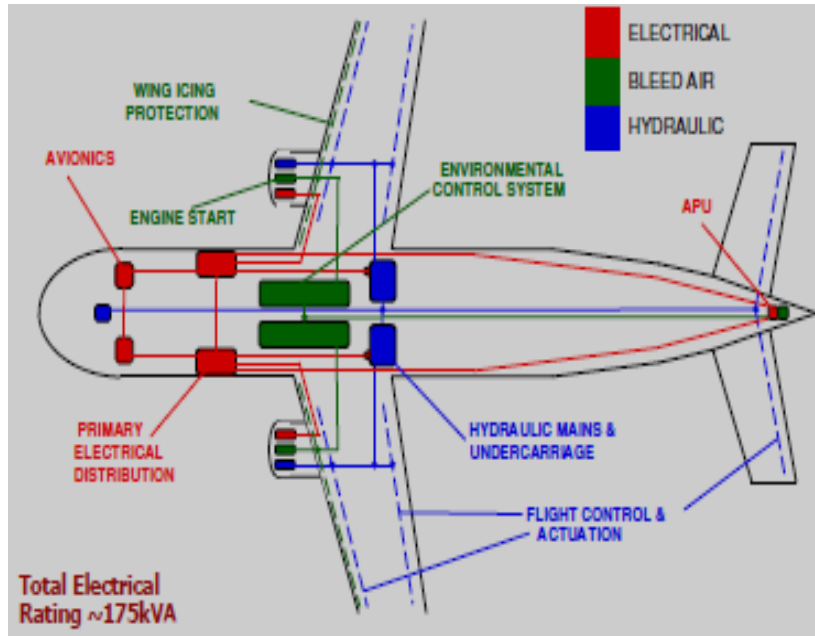 ELECTRICAL
BLEED AIR
HYDRAULIC
WING ICING
PROTECTION
AVIONICS
ENGINE START
ENVIRONMENTAL
CONTROL SYSTEM
APU
PRIMARY
ELECTRICAL
DISTRIBUTION
HYDRAULIC MAINS &
UNDERCARRIAGE
FLIGHT CONTROL &
ACTUATION
Total Electrical
Rating ~175kVA